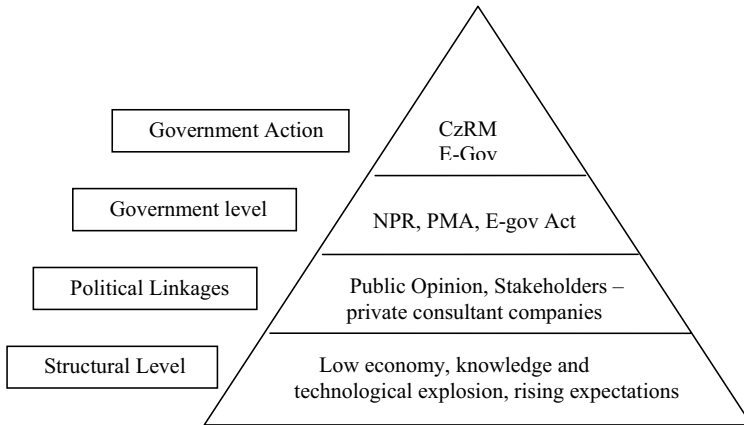 Government Action
CzRM
E-Gov
Government level
NPR, PMA, E-gov Act
Political Linkages
Public Opinion, Stakeholders –
private consultant companies
Structural Level
Low economy, knowledge and
technological explosion, rising expectations